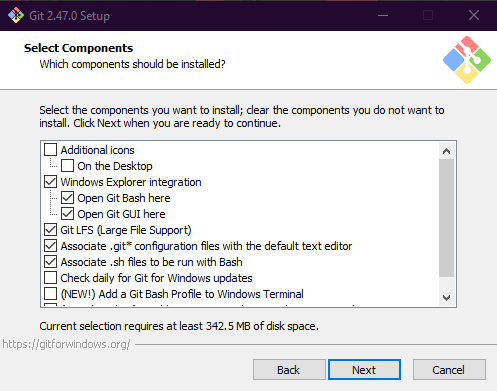 Git 2.47.0 Setup
Select Components
Which components should be installed?
Select the components you want to install; clear the components you do not want to
install. Click Next when you are ready to continue.
Additional icons
On the Desktop
Windows Explorer integration
Open Git Bash here
Open Git GUI here
Git LFS (Large File Support)
Associate .git* configuration files with the default text editor
Associate .sh files to be run with Bash
Check daily for Git for Windows updates
(NEW!) Add a Git Bash Profile to Windows Terminal
Current selection requires at least 342.5 MB of disk space.
https://gitforwindows.org/
Back
Next
Cancel